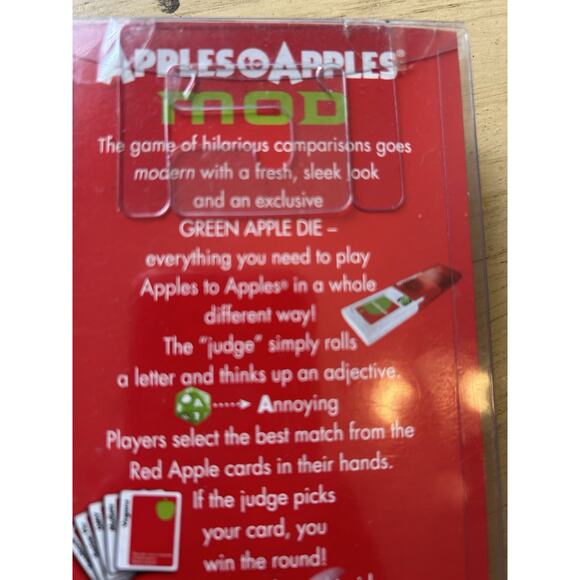 APPLES to APPLES®
MOD
The game of hilarious comparisons goes
modern with a fresh, sleek look
and an exclusive
GREEN APPLE DIE –
everything you need to play
Apples to Apples® in a whole
different way!
The "judge" simply rolls
a letter and thinks up an adjective.
Annoying
Players select the best match from the
Red Apple cards in their hands.
If the judge picks
your card, you
win the round!